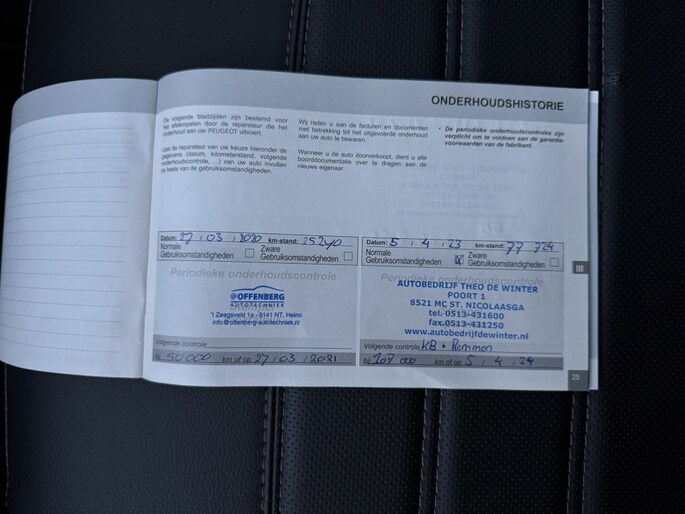 ONDERHOUDSHISTORIE
De volgende bladzijden zijn bestemd voor
het afstempelen door de reparateur die het
onderhoud aan uw PEUGEOT uitvoert.
Laat de reparateur van uw keuze hieronder de
gegevens (datum, kilometerstand, volgende
onderhoudscontrole, ...) van uw auto invullen
op basis van de gebruiksomstandigheden.
Wij raden u aan de facturen en documenten
met betrekking tot het uitgevoerde onderhoud
aan uw auto te bewaren.
Wanneer u de auto doorverkoopt, dient u alle
boorddocumentatie over te dragen aan de
nieuwe eigenaar.
• De periodieke onderhoudscontroles zijn
verplicht om te voldoen aan de garantie-
voorwaarden van de fabrikant.
Datum: 27 / 03 / 2020 km-stand: 25240
Normale Gebruiksomstandigheden
Zware Gebruiksomstandigheden
Periodieke onderhoudscontrole
OFFENBERG
AUTOTECHNIEK
't Zeegsveld 1a - 8141 NT. Heino
info@offenberg-autotechniek.nl
Volgende controle
bij 50.000 km of op 27 / 03 / 2021
Datum: 5 / 4 / 23 km-stand: 77 724
Normale Gebruiksomstandigheden
Zware Gebruiksomstandigheden
Periodieke onderhoudscontrole
AUTOBEDRIJF THEO DE WINTER
POORT 1
8521 MC ST. NICOLAASGA
tel. 0513-431600
fax.0513-431250
www.autobedrijfdewinter.nl
Volgende controle KB + Remmen
bij 107 000 km of op 5 / 4 / 24
III
25